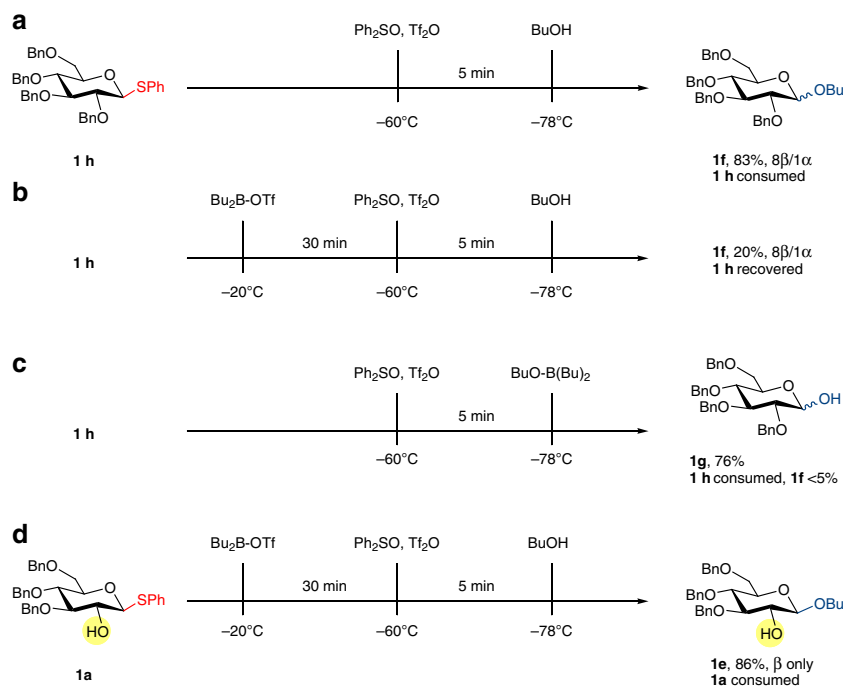 a
Ph2SO, Tf2O
BuOH
5 min
–60°C
–78°C
BnO
BnO
BnO
BnO
O
SPh
1 h
BnO
BnO
BnO
BnO
O
OBu
1f, 83%, 8β/1α
1 h consumed
b
Bu2B-OTf
Ph2SO, Tf2O
BuOH
1 h
30 min
5 min
–20°C
–60°C
–78°C
1f, 20%, 8β/1α
1 h recovered
c
Ph2SO, Tf2O
BuO-B(Bu)2
1 h
5 min
–60°C
–78°C
BnO
BnO
BnO
BnO
O
OH
1g, 76%
1 h consumed, 1f <5%
d
Bu2B-OTf
Ph2SO, Tf2O
BuOH
30 min
5 min
–20°C
–60°C
–78°C
BnO
BnO
BnO
HO
O
SPh
1a
BnO
BnO
BnO
HO
O
OBu
1e, 86%, β only
1a consumed